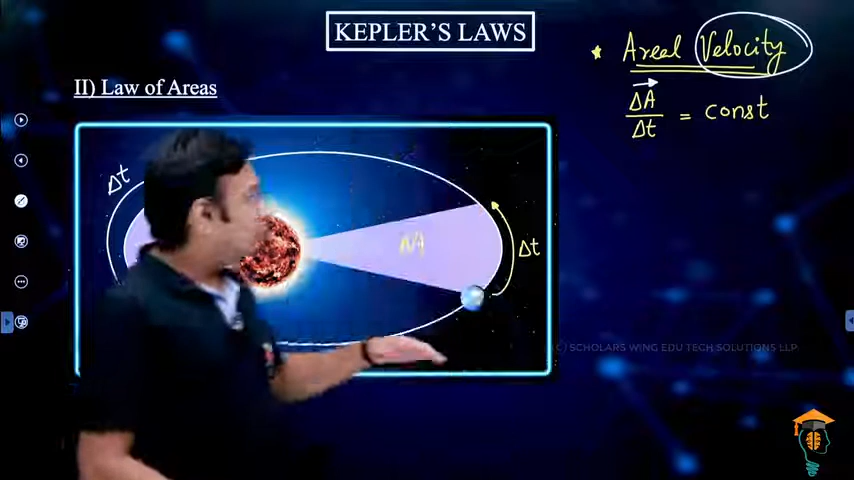 KEPLER'S LAWS
★ Areal Velocity
II) Law of Areas
ΔA
Δt
= const
Δt
ΔA
Δt
(C) SCHOLARS WING EDU TECH SOLUTIONS LLP